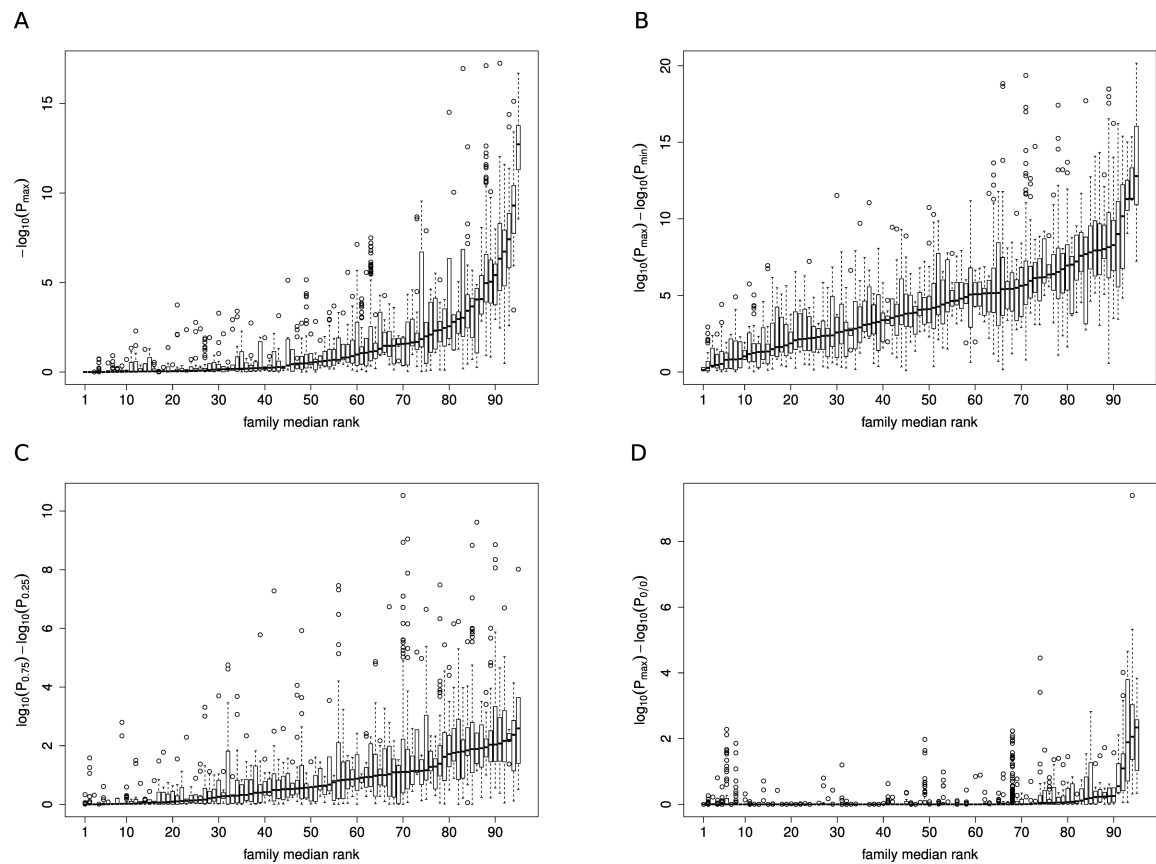 A
−log10(Pmax)
0
5
10
15
1 10 20 30 40 50 60 70 80 90
family median rank
B
log10(Pmax) − log10(Pmin)
0
5
10
15
20
1 10 20 30 40 50 60 70 80 90
family median rank
C
log10(P0.75) − log10(P0.25)
0
2
4
6
8
10
1 10 20 30 40 50 60 70 80 90
family median rank
D
log10(Pmax) − log10(P0/0)
0
2
4
6
8
1 10 20 30 40 50 60 70 80 90
family median rank